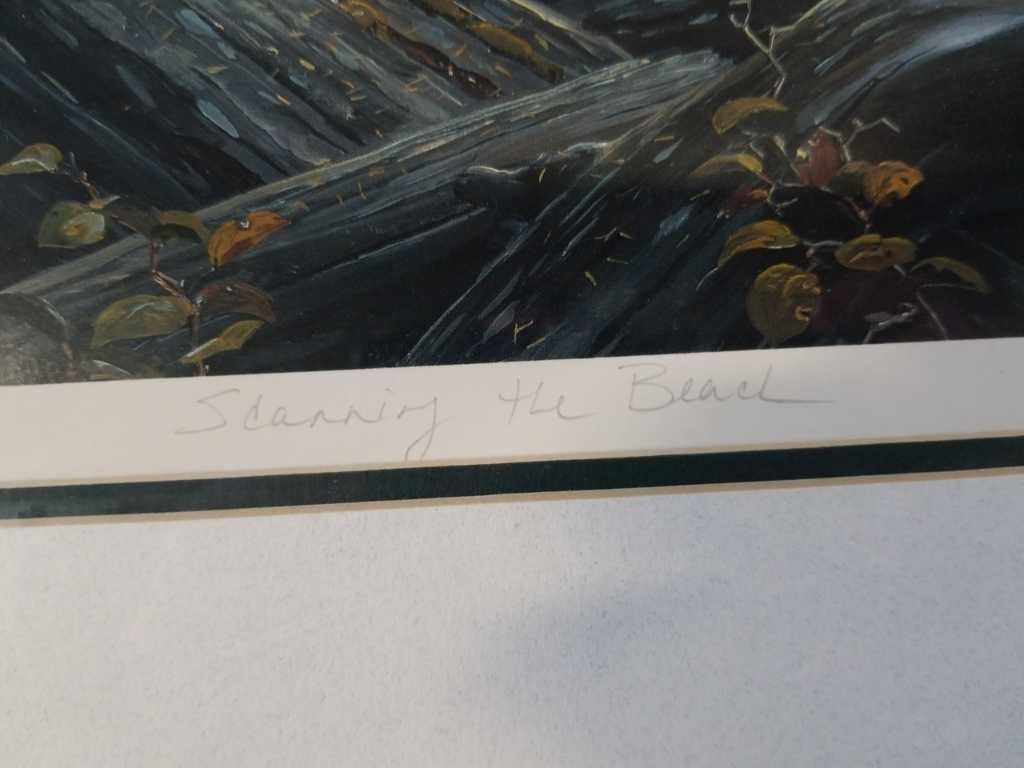 Scanning the Beach